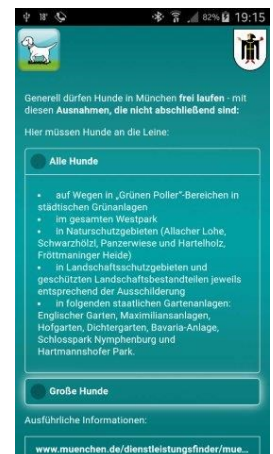 18° 82% 19:15
Generell dürfen Hunde in München frei laufen - mit
diesen Ausnahmen, die nicht abschließend sind:
Hier müssen Hunde an die Leine:
Alle Hunde
• auf Wegen in „Grünen Poller“-Bereichen in
städtischen Grünanlagen
• im gesamten Westpark
• in Naturschutzgebieten (Allacher Lohe,
Schwarzhölzl, Panzerwiese und Hartelholz,
Fröttmaninger Heide)
• in Landschaftsschutzgebieten und
geschützten Landschaftsbestandteilen jeweils
entsprechend der Ausschilderung
• in folgenden staatlichen Gartenanlagen:
Englischer Garten, Maximiliansanlagen,
Hofgarten, Dichtergarten, Bavaria-Anlage,
Schlosspark Nymphenburg und
Hartmannshofer Park.
Große Hunde
Ausführliche Informationen:
www.muenchen.de/dienstleistungsfinder/mue...